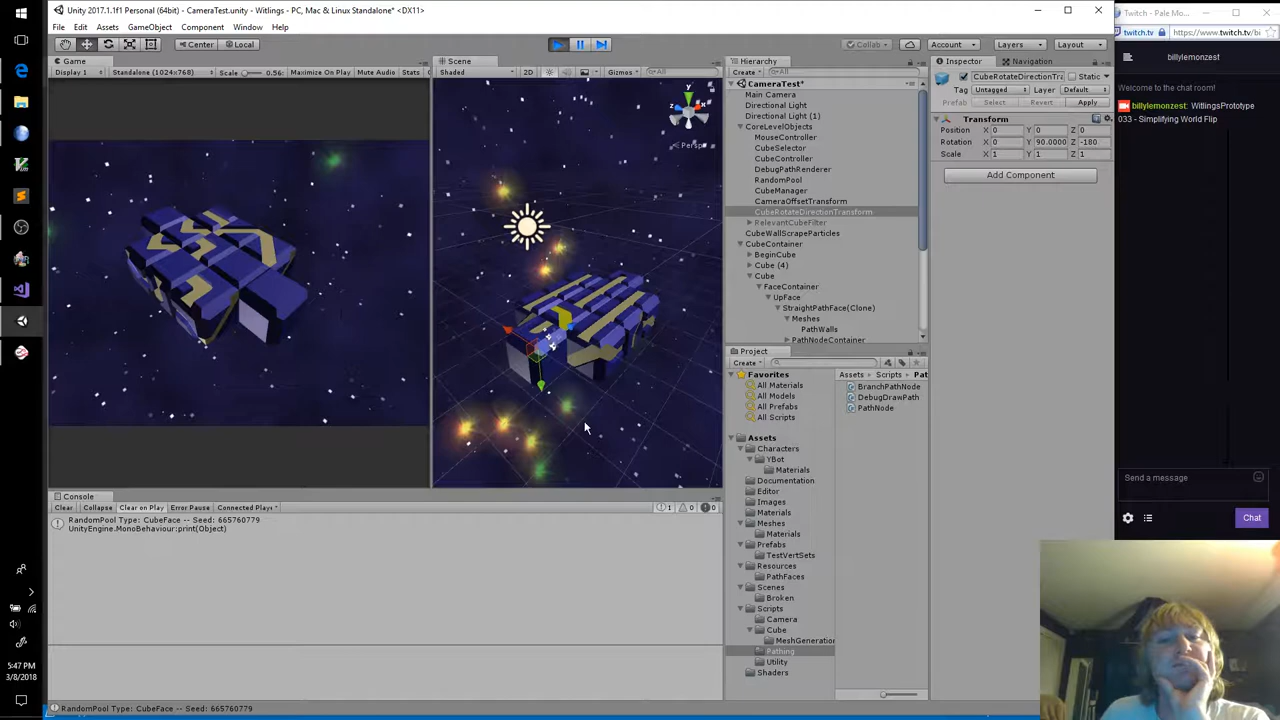 Unity 2017.1.1f1 Personal (64bit) - CameraTest.unity - Witlings - PC, Mac & Linux Standalone* <DX11>
File Edit Assets GameObject Component Window Help
Center Local
Collab Account Layers Layout
Game
Display 1 Standalone (1024x768) Scale 0.56 Maximize On Play Mute Audio Stats
Scene
Shaded 2D Gizmos All
y
x
z
Persp
Hierarchy
Create All
CameraTest*
Main Camera
Directional Light
Directional Light (1)
CoreLevelObjects
MouseController
CubeSelector
CubeController
DebugPathRenderer
RandomPool
CubeManager
CameraOffsetTransform
CubeRotateDirectionTransform
RelevantCubeFilter
CubeWallScrapeParticles
CubeContainer
BeginCube
Cube (4)
Cube
FaceContainer
UpFace
StraightPathFace(Clone)
Meshes
PathWalls
PathNodeContainer
Project
Create
Favorites
All Materials
All Models
All Prefabs
All Scripts
Assets
Characters
YBot
Materials
Documentation
Editor
Images
Materials
Meshes
Materials
Prefabs
TestVertSets
Resources
PathFaces
Scenes
Broken
Scripts
Camera
Cube
MeshGeneration
Pathing
Utility
Shaders
Assets Scripts Pat
BranchPathNode
DebugDrawPath
PathNode
Inspector Navigation
CubeRotateDirectionTra Static
Tag Untagged Layer Default
Prefab Select Revert Apply
Transform
Position X 0 Y 0 Z 0
Rotation X 0 Y 90.0000 Z -180
Scale X 1 Y 1 Z 1
Add Component
Console
Clear Collapse Clear on Play Error Pause Connected Player
1 0 0
RandomPool Type: CubeFace -- Seed: 665760779
UnityEngine.MonoBehaviour:print(Object)
RandomPool Type: CubeFace -- Seed: 665760779
5:47 PM
3/8/2018
Twitch - Pale Mo...
twitch.tv https://www.twitch.tv/bi
billylemonzest
Welcome to the chat room!
billylemonzest: WitlingsPrototype
033 - Simplifying World Flip
Send a message
Chat